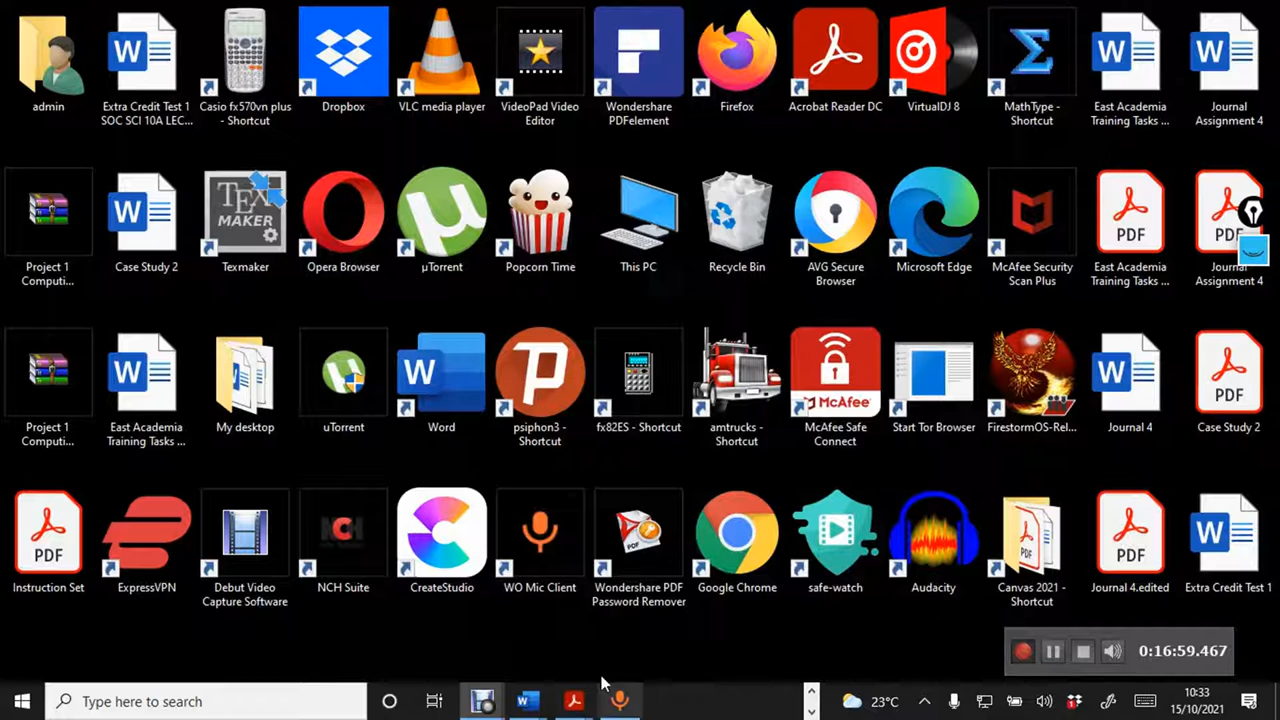 admin
Extra Credit Test 1
SOC SCI 10A LEC...
Casio fx570vn plus
- Shortcut
Dropbox
VLC media player
VideoPad Video
Editor
Wondershare
PDFelement
Firefox
Acrobat Reader DC
VirtualDJ 8
MathType -
Shortcut
East Academia
Training Tasks ...
Journal
Assignment 4
Project 1
Computi...
Case Study 2
TEX
MAKER
Texmaker
Opera Browser
µTorrent
Popcorn Time
This PC
Recycle Bin
AVG Secure
Browser
Microsoft Edge
McAfee Security
Scan Plus
PDF
East Academia
Training Tasks ...
PDF
Journal
Assignment 4
Project 1
Computi...
East Academia
Training Tasks ...
My desktop
uTorrent
Word
psiphon3 -
Shortcut
fx82ES - Shortcut
amtrucks -
Shortcut
McAfee
McAfee Safe
Connect
Start Tor Browser
FirestormOS-Rel...
Journal 4
PDF
Case Study 2
PDF
Instruction Set
ExpressVPN
Debut Video
Capture Software
NCH
NCH Suite
CreateStudio
WO Mic Client
PDF
Wondershare PDF
Password Remover
Google Chrome
safe-watch
Audacity
Canvas 2021 -
Shortcut
PDF
Journal 4.edited
Extra Credit Test 1
0:16:59.467
Type here to search
23°C
10:33
15/10/2021